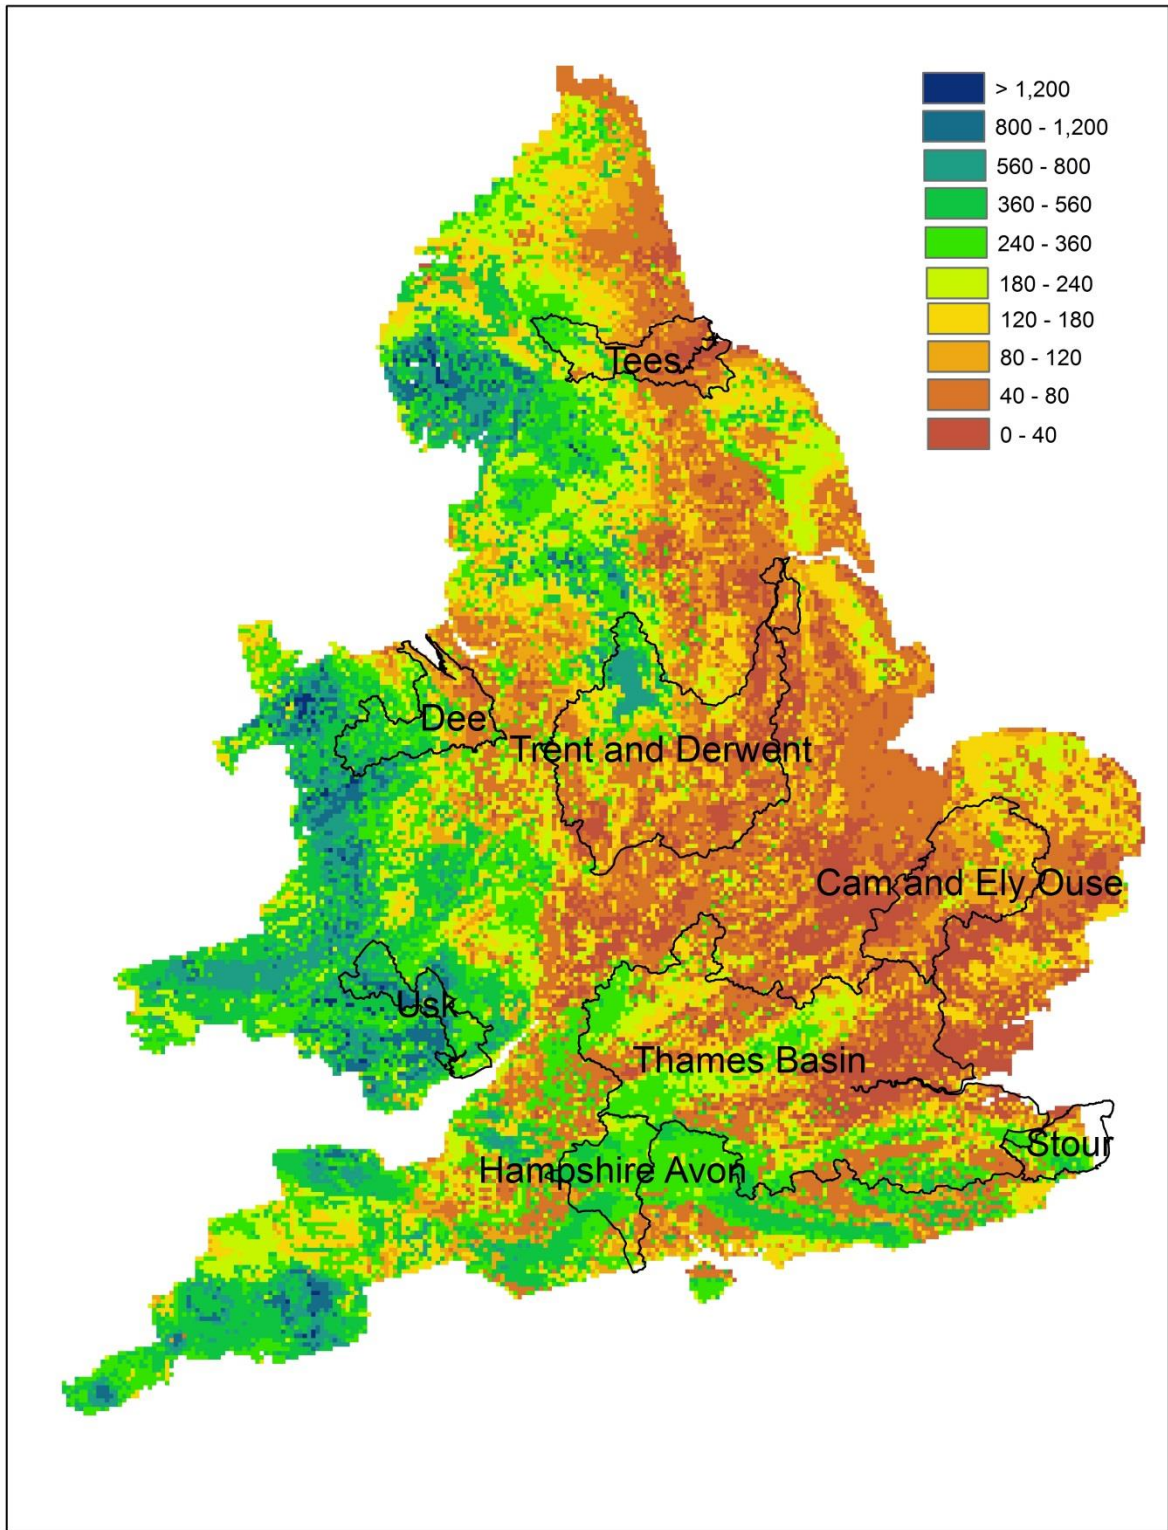 > 1,200
800 - 1,200
560 - 800
360 - 560
240 - 360
180 - 240
120 - 180
80 - 120
40 - 80
0 - 40
Tees
Dee
Trent and Derwent
Cam and Ely Ouse
Usk
Thames Basin
Stour
Hampshire Avon